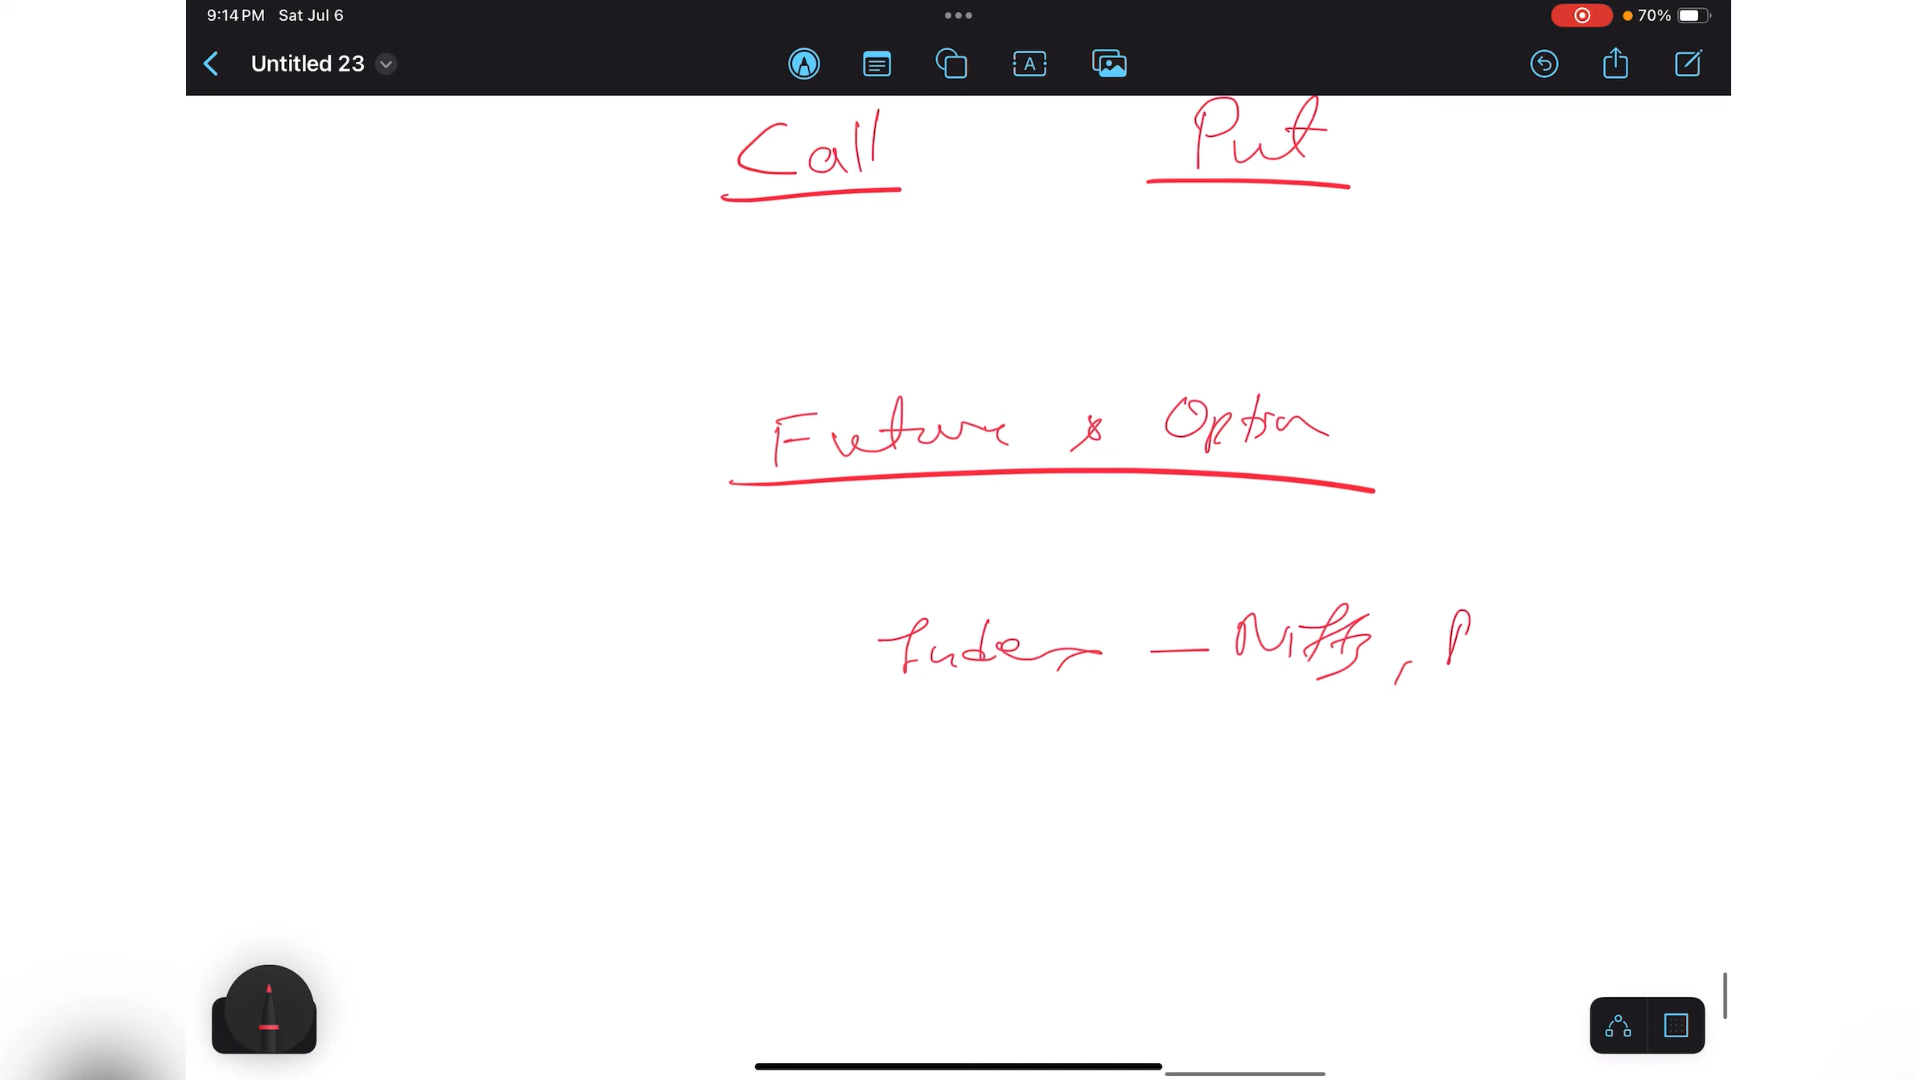 9:14 PM Sat Jul 6
70%
Untitled 23
Call Put
Future & Option
Index — Nifty,